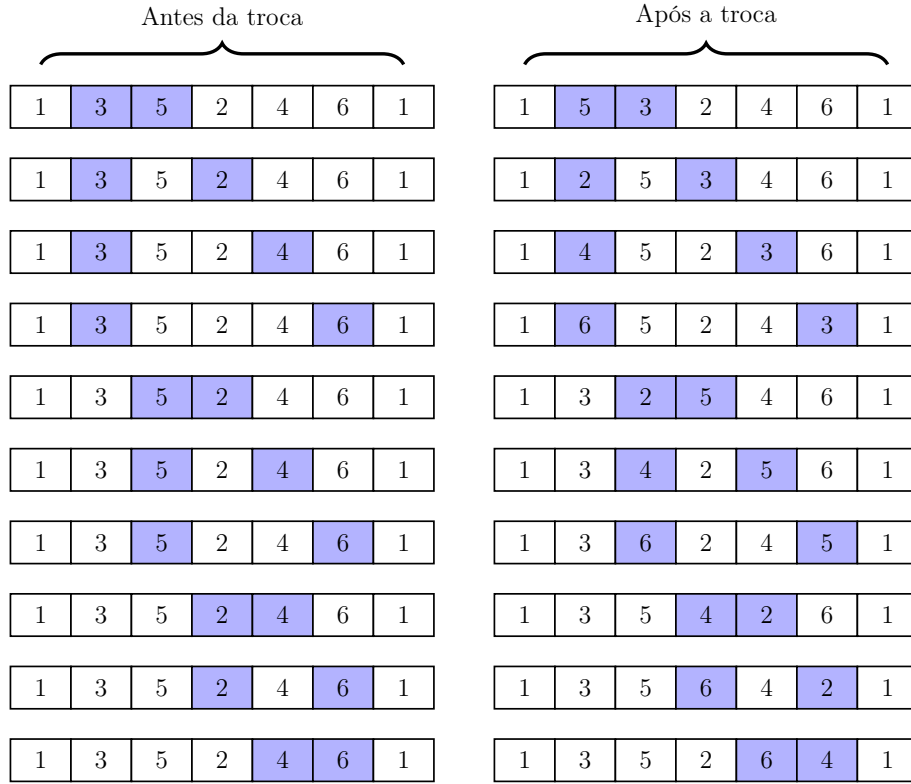 Antes da troca Após a troca
1 3 5 2 4 6 1 1 5 3 2 4 6 1
1 3 5 2 4 6 1 1 2 5 3 4 6 1
1 3 5 2 4 6 1 1 4 5 2 3 6 1
1 3 5 2 4 6 1 1 6 5 2 4 3 1
1 3 5 2 4 6 1 1 3 2 5 4 6 1
1 3 5 2 4 6 1 1 3 4 2 5 6 1
1 3 5 2 4 6 1 1 3 6 2 4 5 1
1 3 5 2 4 6 1 1 3 5 4 2 6 1
1 3 5 2 4 6 1 1 3 5 6 4 2 1
1 3 5 2 4 6 1 1 3 5 2 6 4 1